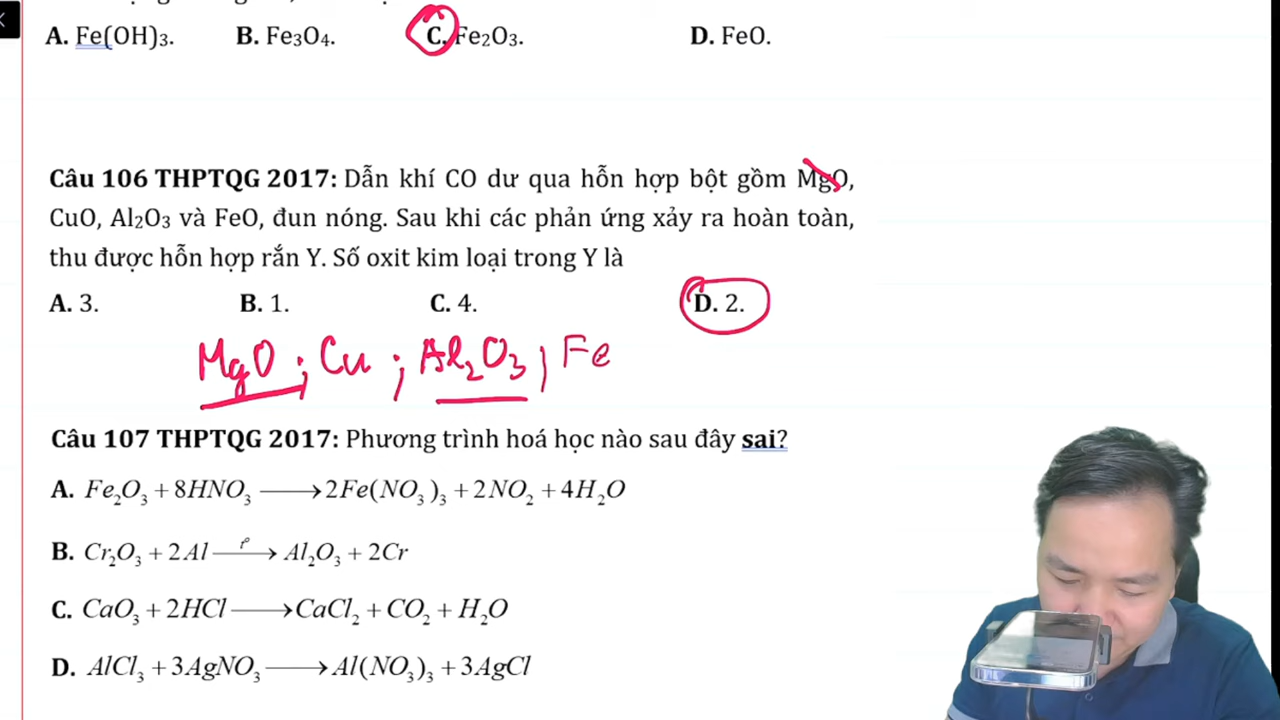 A. Fe(OH)₃. B. Fe₃O₄. C. Fe₂O₃. D. FeO.
Câu 106 THPTQG 2017: Dẫn khí CO dư qua hỗn hợp bột gồm MgO,
CuO, Al₂O₃ và FeO, đun nóng. Sau khi các phản ứng xảy ra hoàn toàn,
thu được hỗn hợp rắn Y. Số oxit kim loại trong Y là
A. 3. B. 1. C. 4. D. 2.
MgO ; Cu ; Al₂O₃ ; Fe
Câu 107 THPTQG 2017: Phương trình hoá học nào sau đây sai?
A. Fe₂O₃ + 8HNO₃ ⟶ 2Fe(NO₃)₃ + 2NO₂ + 4H₂O
B. Cr₂O₃ + 2Al —t°→ Al₂O₃ + 2Cr
C. CaO₃ + 2HCl ⟶ CaCl₂ + CO₂ + H₂O
D. AlCl₃ + 3AgNO₃ ⟶ Al(NO₃)₃ + 3AgCl